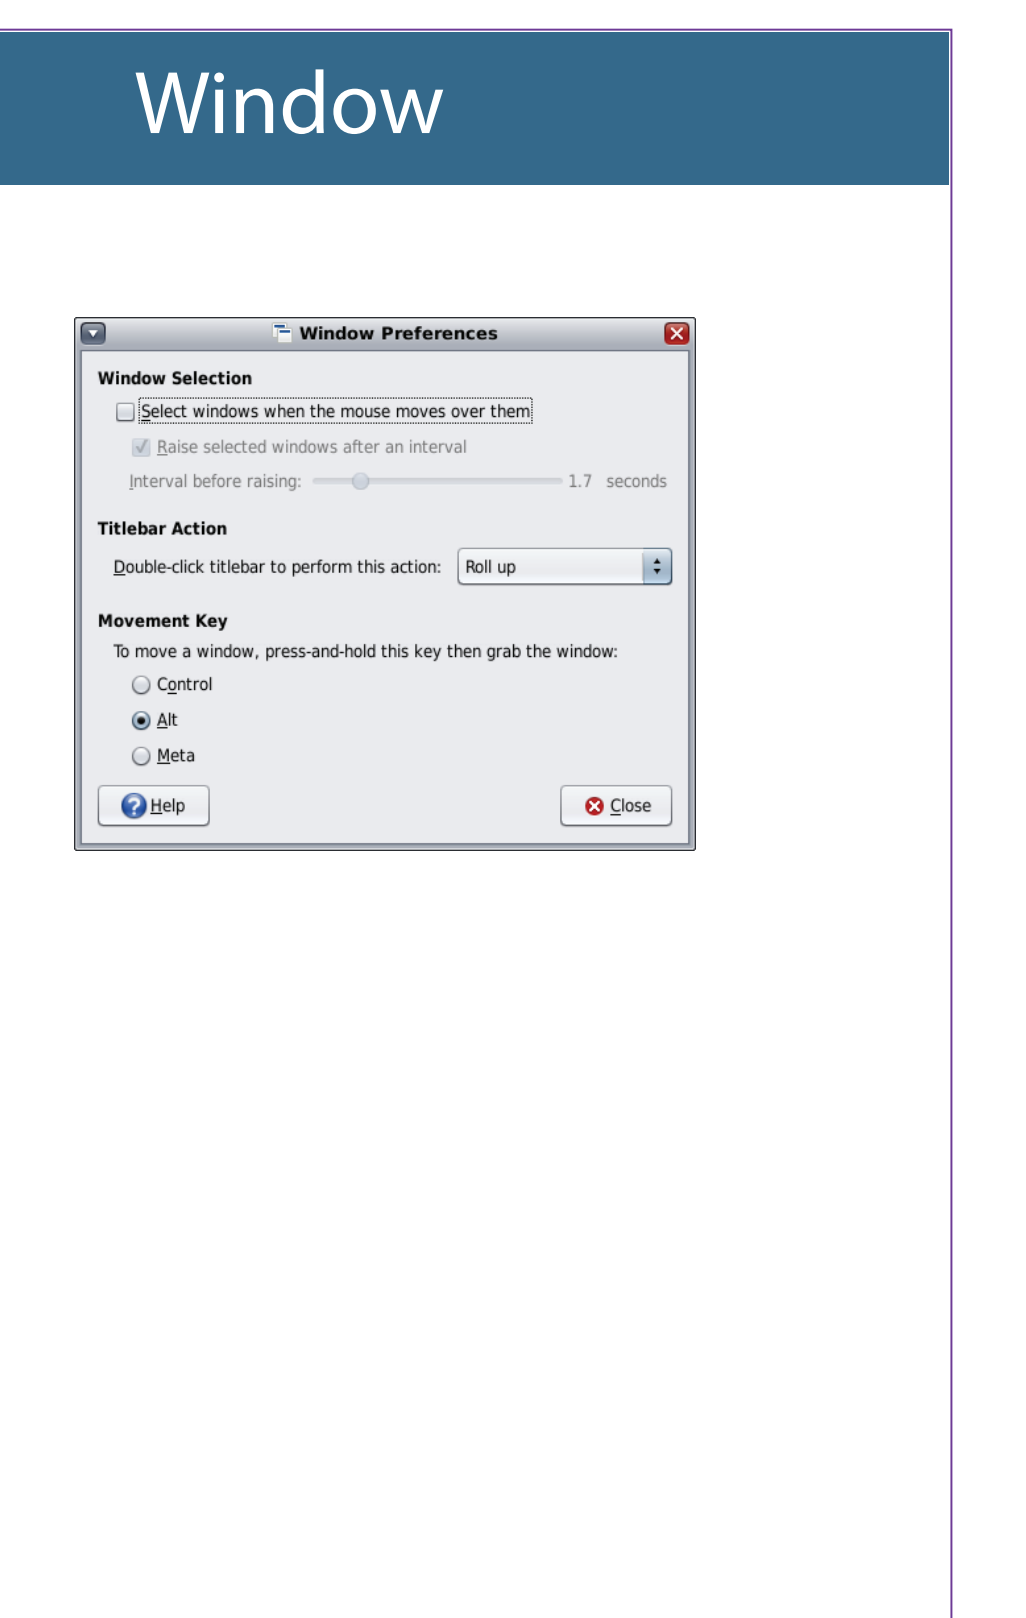 Window
Window Preferences
Window Selection
Select windows when the mouse moves over them
Raise selected windows after an interval
Interval before raising: 1.7 seconds
Titlebar Action
Double-click titlebar to perform this action: Roll up
Movement Key
To move a window, press-and-hold this key then grab the window:
Control
Alt
Meta
Help Close